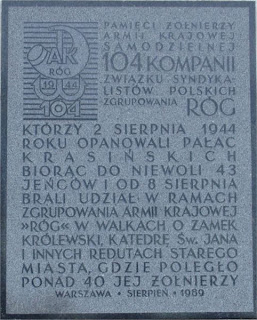 AK
RÓG
19 44
104
PAMIĘCI ŻOŁNIERZY
ARMII KRAJOWEJ
SAMODZIELNEJ
104 KOMPANII
ZWIĄZKU SYNDYKA-
LISTÓW POLSKICH
ZGRUPOWANIA RÓG
KTÓRZY 2 SIERPNIA 1944
ROKU OPANOWALI PAŁAC
KRASIŃSKICH
BIORĄC DO NIEWOLI 43
JEŃCÓW I OD 8 SIERPNIA
BRALI UDZIAŁ W RAMACH
ZGRUPOWANIA ARMII KRAJOWEJ
»RÓG« W WALKACH O ZAMEK
KRÓLEWSKI, KATEDRĘ ŚW. JANA
I INNYCH REDUTACH STAREGO
MIASTA, GDZIE POLEGŁO
PONAD 40 JEJ ŻOŁNIERZY
WARSZAWA • SIERPIEŃ • 1989